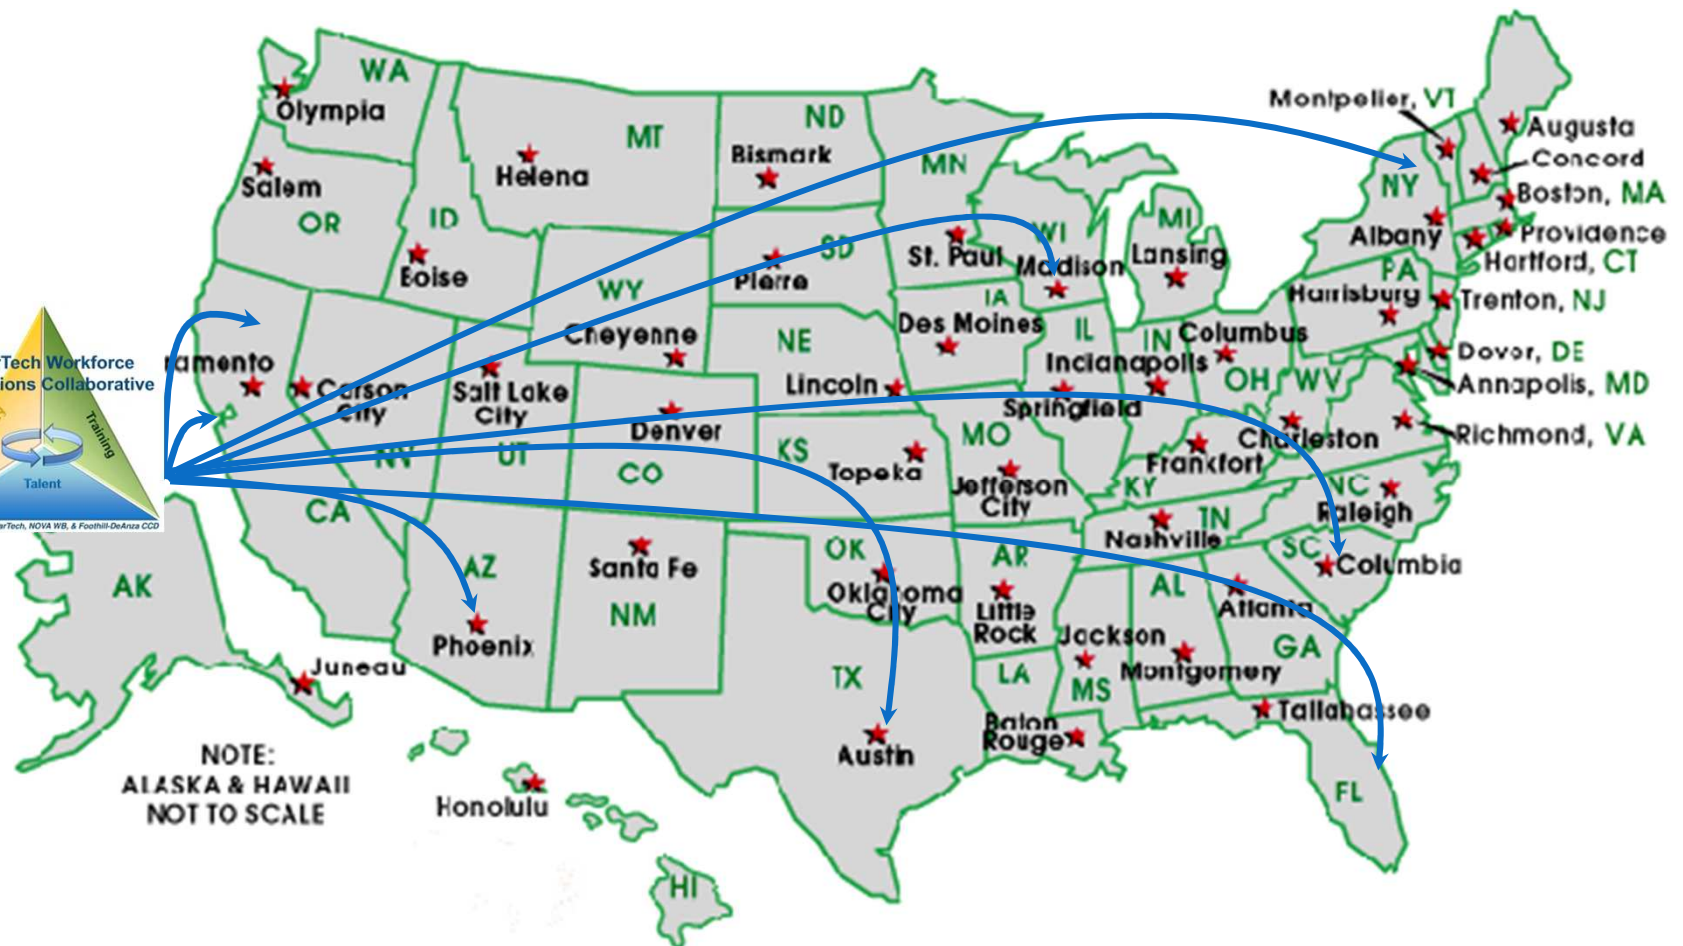 WA
Olympia
MT
Helena
ND
Bismark
MN
Montpelier, VT
Augusta
Concord
Boston, MA
NY
Albany
Providence
Hartford, CT
Salem
OR
ID
Boise
WY
Cheyenne
SD
Pierre
St. Paul
WI
Madison
MI
Lansing
PA
Harrisburg
Trenton, NJ
IA
Des Moines
NE
Lincoln
IL
Springfield
IN
Indianapolis
Columbus
OH
WV
Charleston
Dover, DE
Annapolis, MD
Richmond, VA
ramento
Carson
City
NV
Salt Lake
City
UT
Denver
CO
KS
Topeka
MO
Jefferson
City
Frankfort
KY
NC
Raleigh
TN
Nashville
SC
Columbia
CA
AZ
Phoenix
Santa Fe
NM
OK
Oklahoma
City
AR
Little
Rock
AL
Montgomery
Atlanta
GA
Jackson
MS
LA
Baton
Rouge
TX
Austin
Tallahassee
FL
AK
Juneau
Honolulu
HI
NOTE:
ALASKA & HAWAII
NOT TO SCALE
rTech Workforce
ions Collaborative
Training
Talent
arTech, NOVA WB, & Foothill-DeAnza CCD